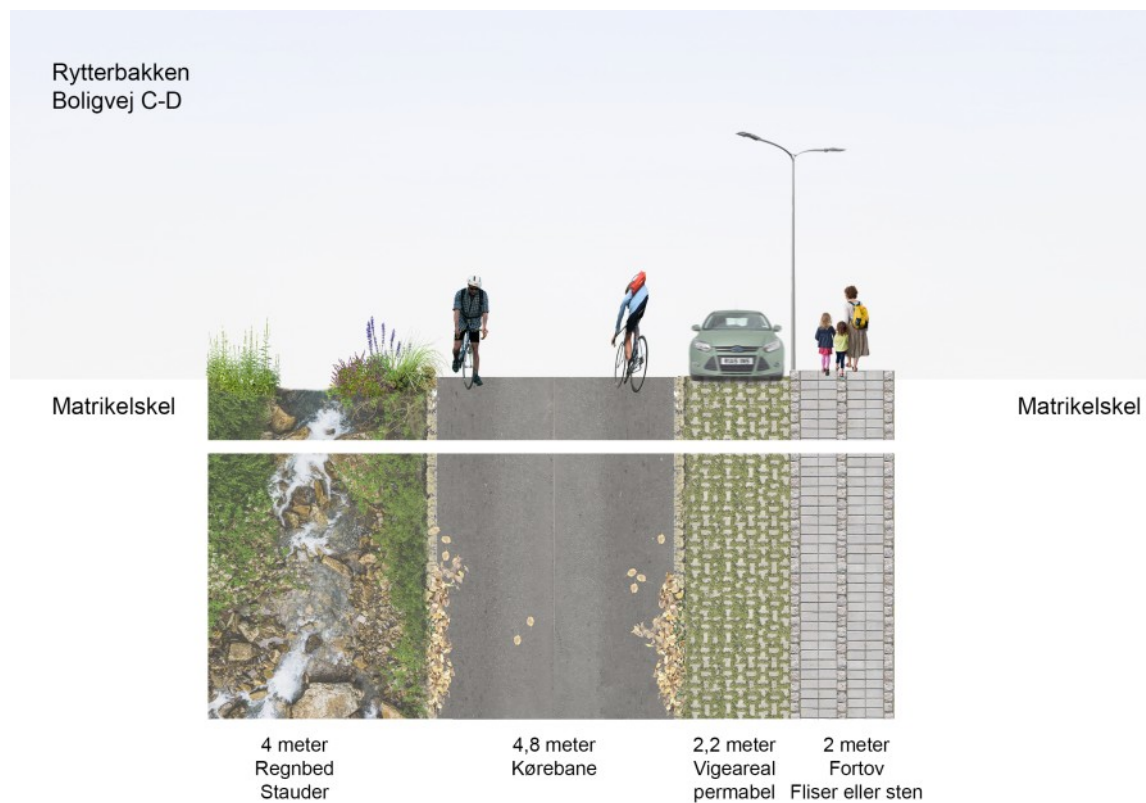 Rytterbakken
Boligvej C-D
Matrikelskel
Matrikelskel
4 meter
Regnbed
Stauder
4,8 meter
Kørebane
2,2 meter
Vigeareal
permabel
2 meter
Fortov
Fliser eller sten